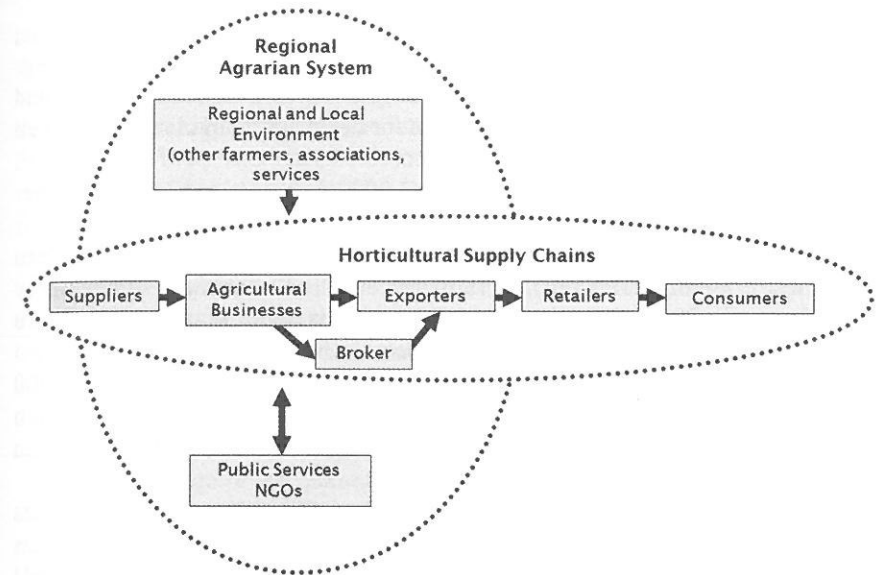 Regional
Agrarian System
Regional and Local
Environment
(other farmers, associations,
services
Horticultural Supply Chains
Suppliers
Agricultural
Businesses
Exporters
Retailers
Consumers
Broker
Public Services
NGOs